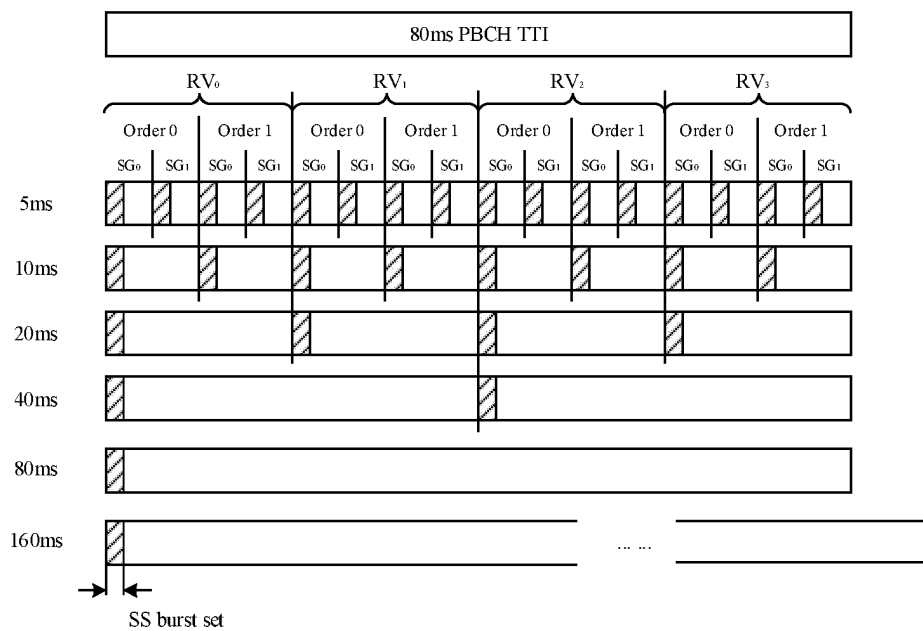 80ms PBCH TTI
RV₀ RV₁ RV₂ RV₃
Order 0 Order 1 Order 0 Order 1 Order 0 Order 1 Order 0 Order 1
SG₀ SG₁ SG₀ SG₁ SG₀ SG₁ SG₀ SG₁ SG₀ SG₁ SG₀ SG₁ SG₀ SG₁ SG₀ SG₁
5ms
10ms
20ms
40ms
80ms
160ms ... ...
SS burst set